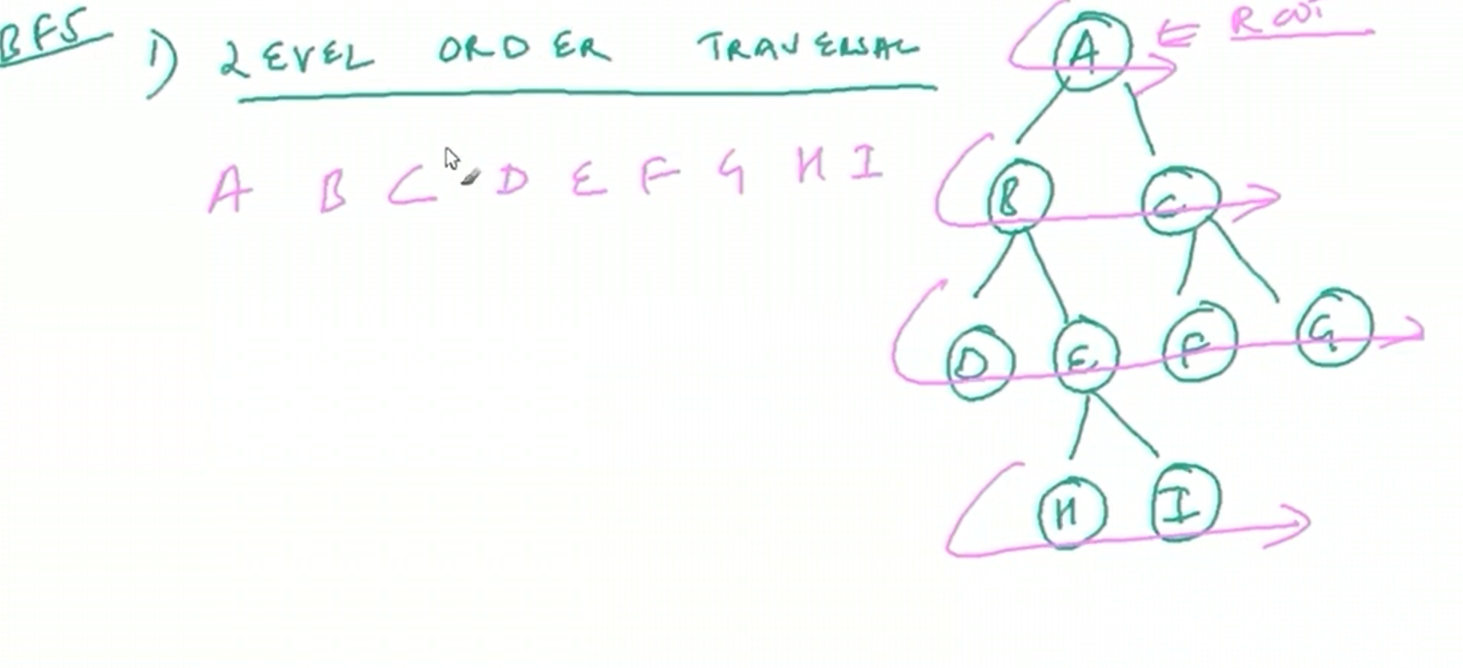 BFS
1) LEVEL ORDER TRAVERSAL
A B C D E F G H I
A Root
B C
D E F G
H I